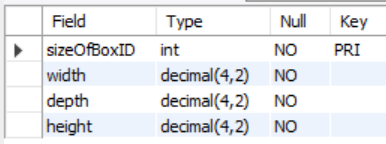 Field Type Null Key
sizeOfBoxID int NO PRI
width decimal(4,2) NO
depth decimal(4,2) NO
height decimal(4,2) NO